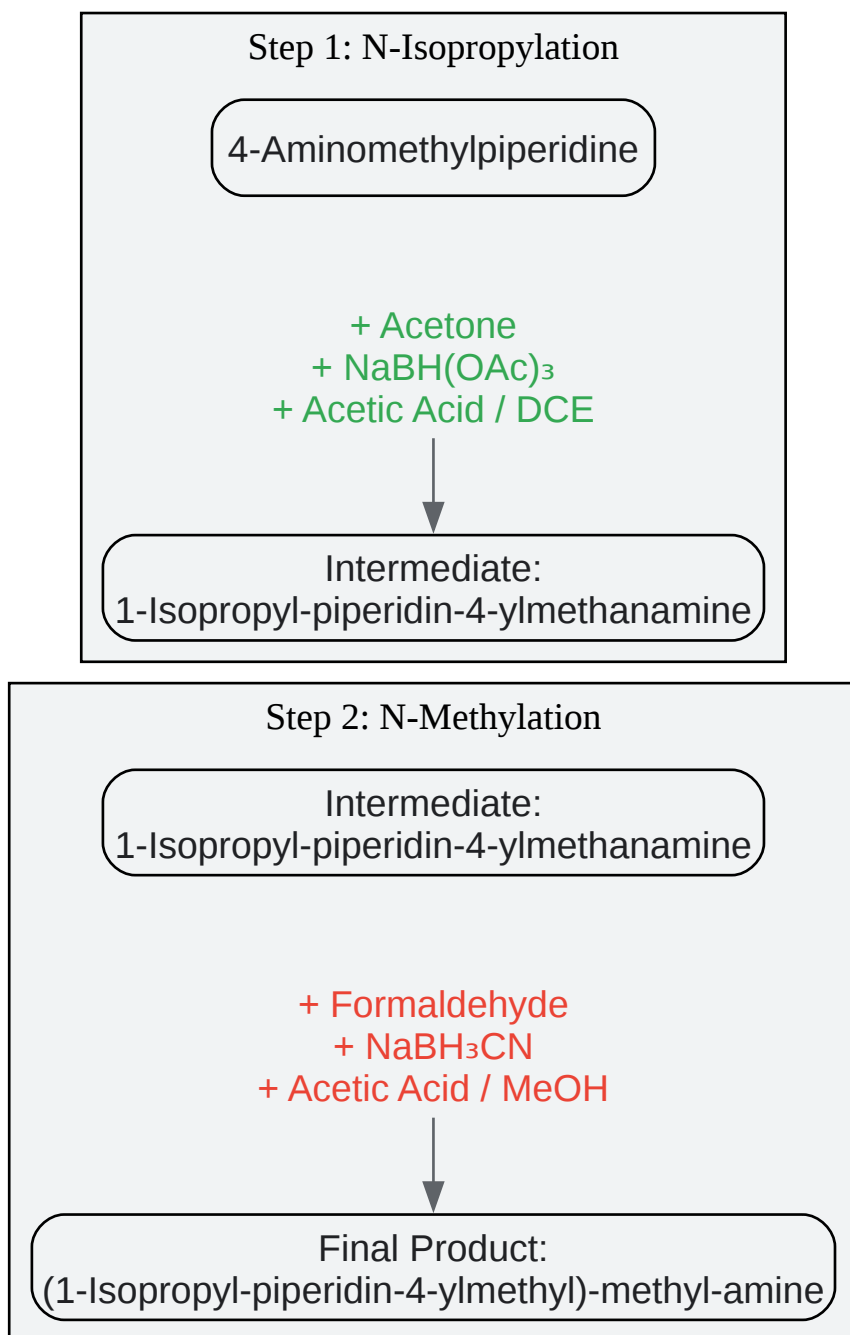 Step 1: N-Isopropylation
4-Aminomethylpiperidine
+ Acetone
+ NaBH(OAc)₃
+ Acetic Acid / DCE
Intermediate:
1-Isopropyl-piperidin-4-ylmethanamine
Step 2: N-Methylation
Intermediate:
1-Isopropyl-piperidin-4-ylmethanamine
+ Formaldehyde
+ NaBH₃CN
+ Acetic Acid / MeOH
Final Product:
(1-Isopropyl-piperidin-4-ylmethyl)-methyl-amine